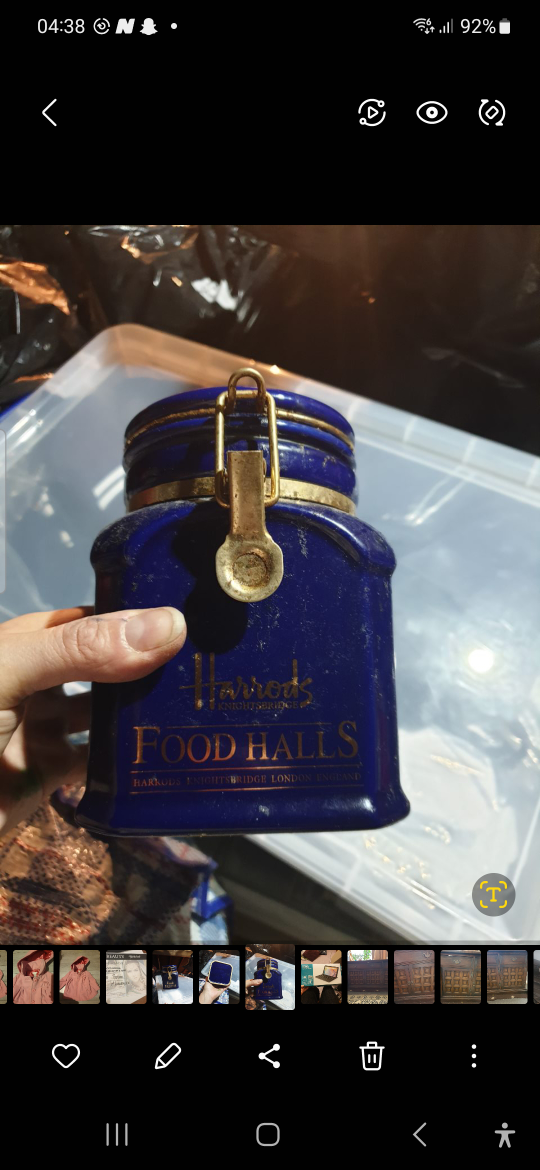 04:38
92%
Harrods
KNIGHTSBRIDGE
FOOD HALLS
HARRODS KNIGHTSBRIDGE LONDON ENGLAND
T